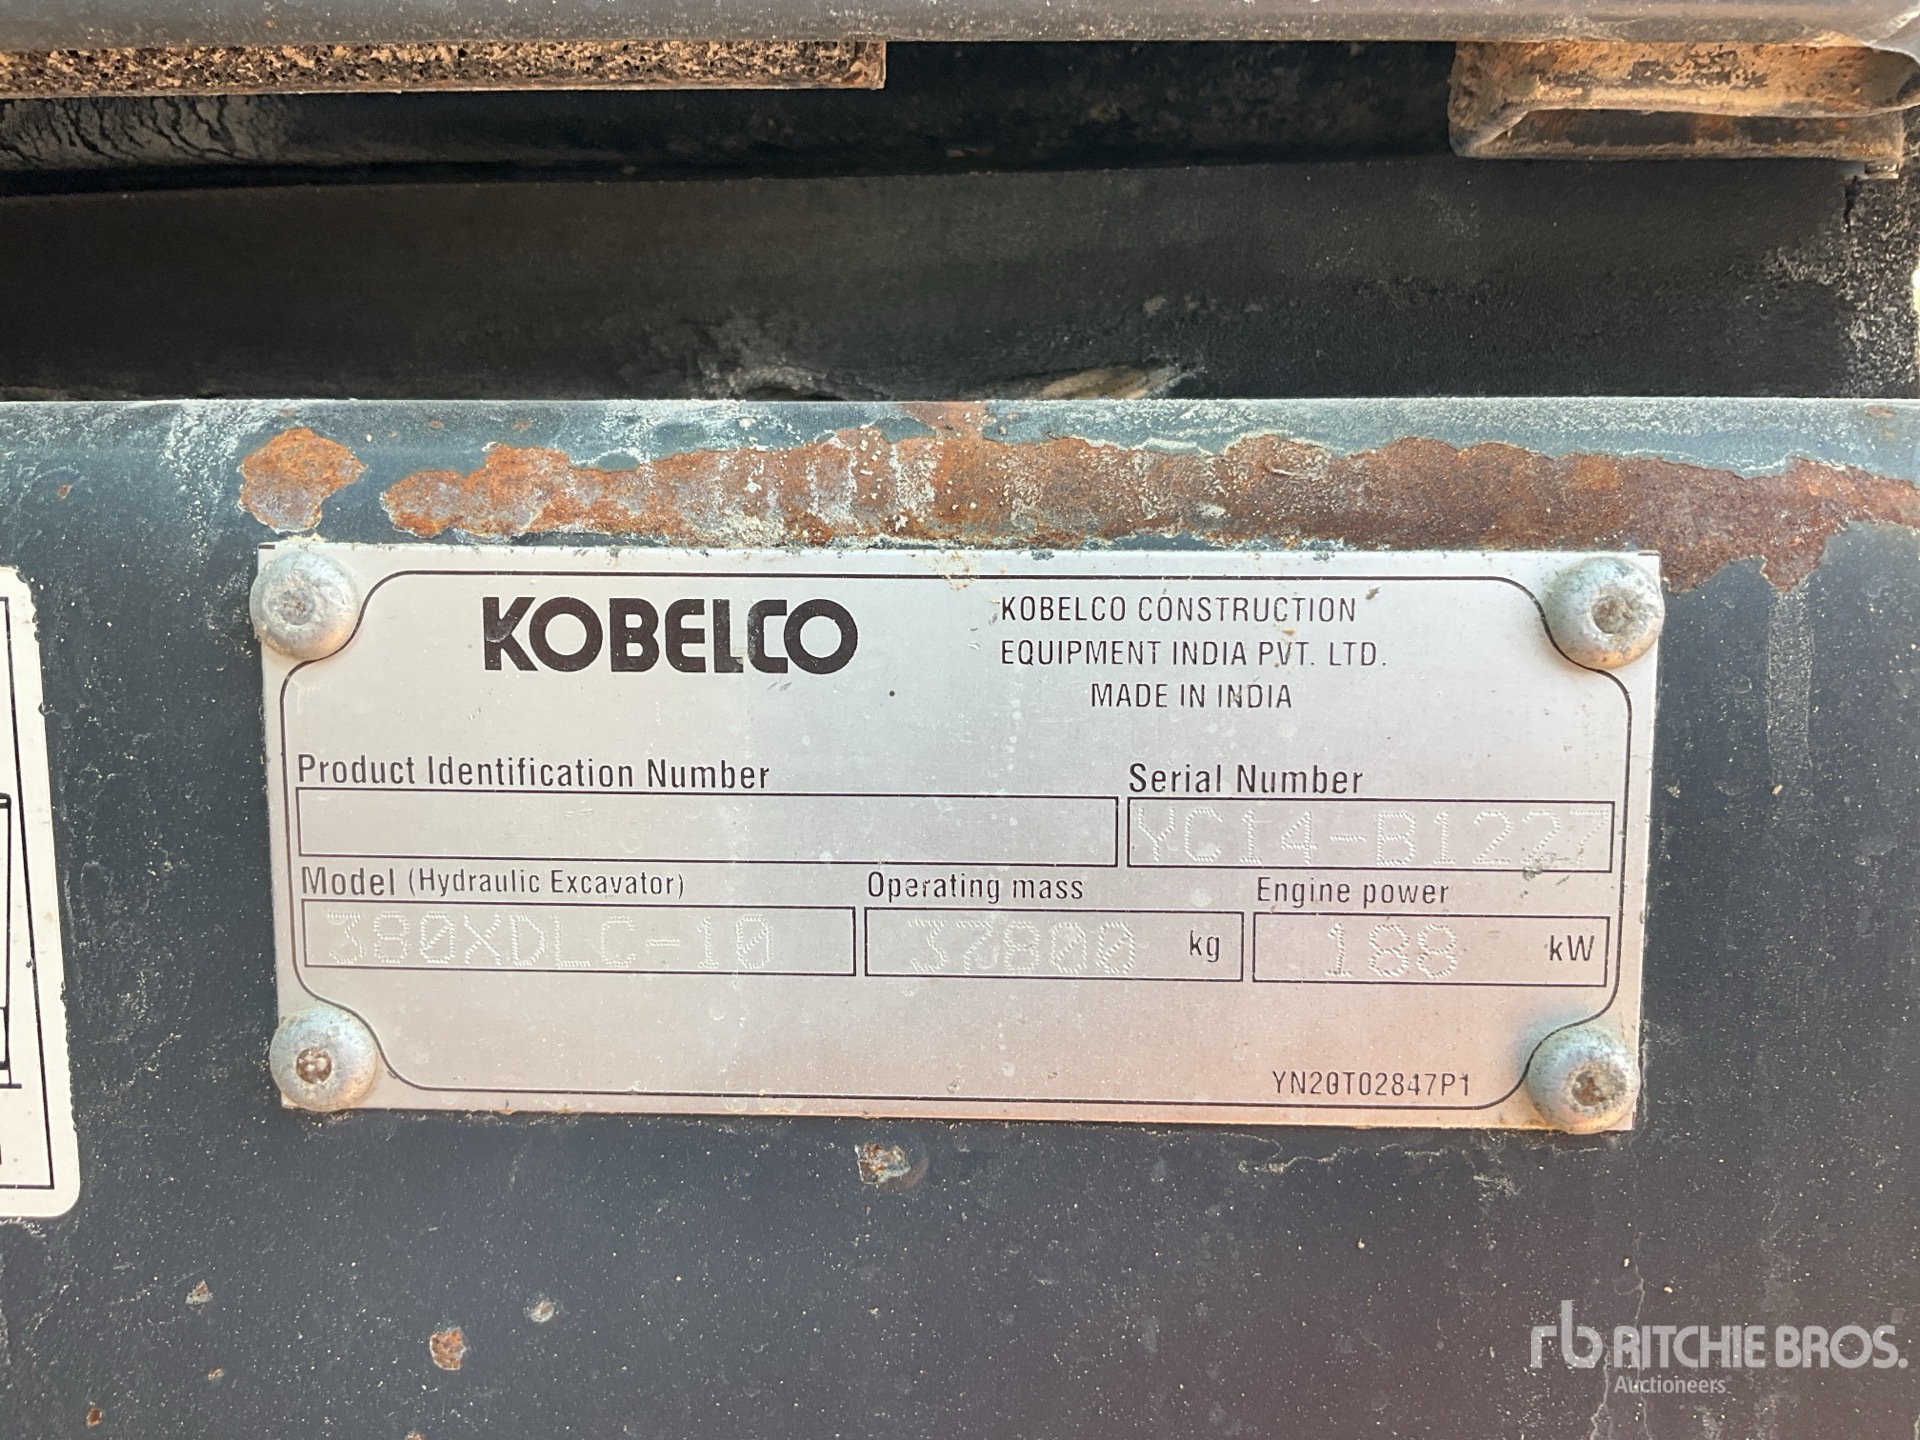 KOBELCO
KOBELCO CONSTRUCTION
EQUIPMENT INDIA PVT. LTD.
MADE IN INDIA
Product Identification Number
Serial Number
YC14-B1227
Model (Hydraulic Excavator)
Operating mass
Engine power
380XDLC-10
37800 kg
188 kW
YN20T02847P1
rb RITCHIE BROS.
Auctioneers